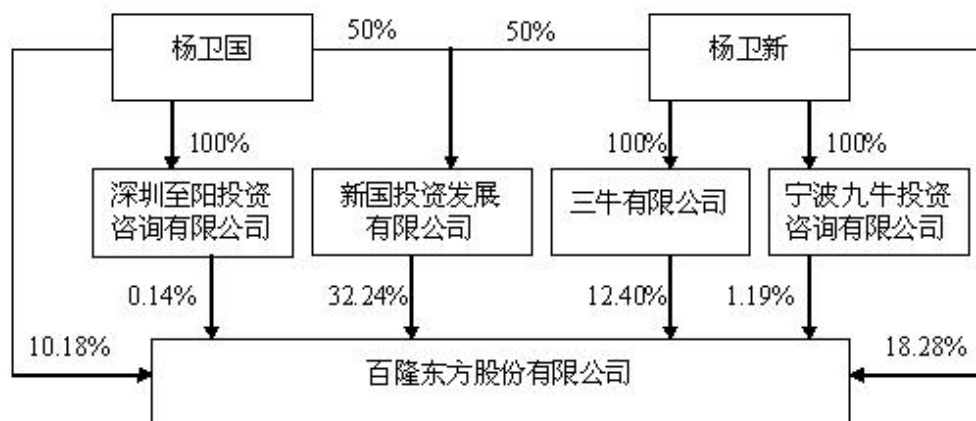 杨卫国
50%
50%
杨卫新
100%
100%
100%
深圳至阳投资
咨询有限公司
新国投资发展
有限公司
三牛有限公司
宁波九牛投资
咨询有限公司
0.14%
32.24%
12.40%
1.19%
10.18%
18.28%
百隆东方股份有限公司